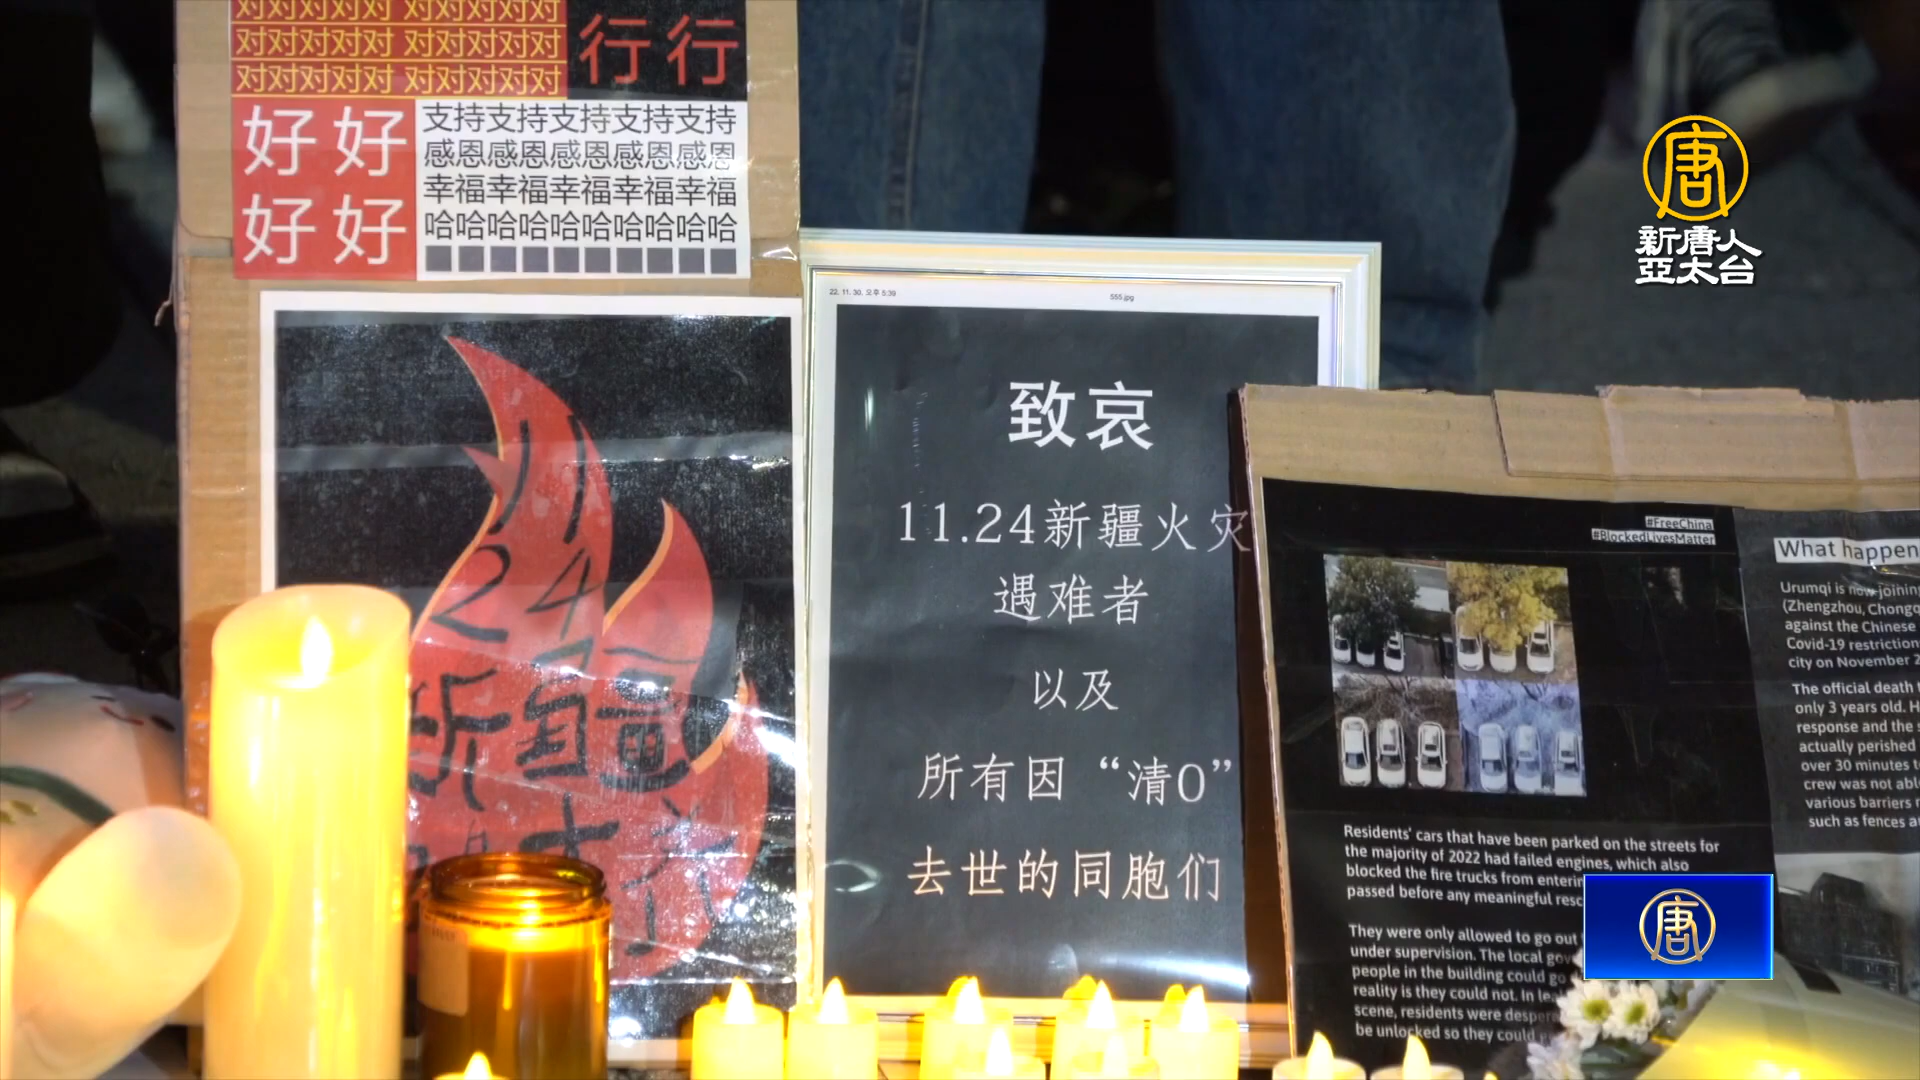 对对对对对 对对对对对
对对对对对 对对对对对
对对对对对 对对对对对
行行
好好
好好
支持支持支持支持支持
感恩感恩感恩感恩感恩
幸福幸福幸福幸福幸福
哈哈哈哈哈哈哈哈哈哈
11
24
新疆
22. 11. 30. 오후 5:39
555.jpg
致哀
11.24新疆火灾
遇难者
以及
所有因“清0”
去世的同胞们
#FreeChina
#BlockedLivesMatter
Residents' cars that have been parked on the streets for
the majority of 2022 had failed engines, which also
blocked the fire trucks from enterin
passed before any meaningful resc
They were only allowed to go out
under supervision. The local gov
people in the building could go
reality is they could not. In le
scene, residents were desper
be unlocked so they could
What happen
Urumqi is now joinin
(Zhengzhou, Chongq
against the Chinese
Covid-19 restriction
city on November 2
The official death t
only 3 years old. H
response and the s
actually perished
over 30 minutes t
crew was not abl
various barriers
such as fences a
唐
新唐人
亞太台
唐